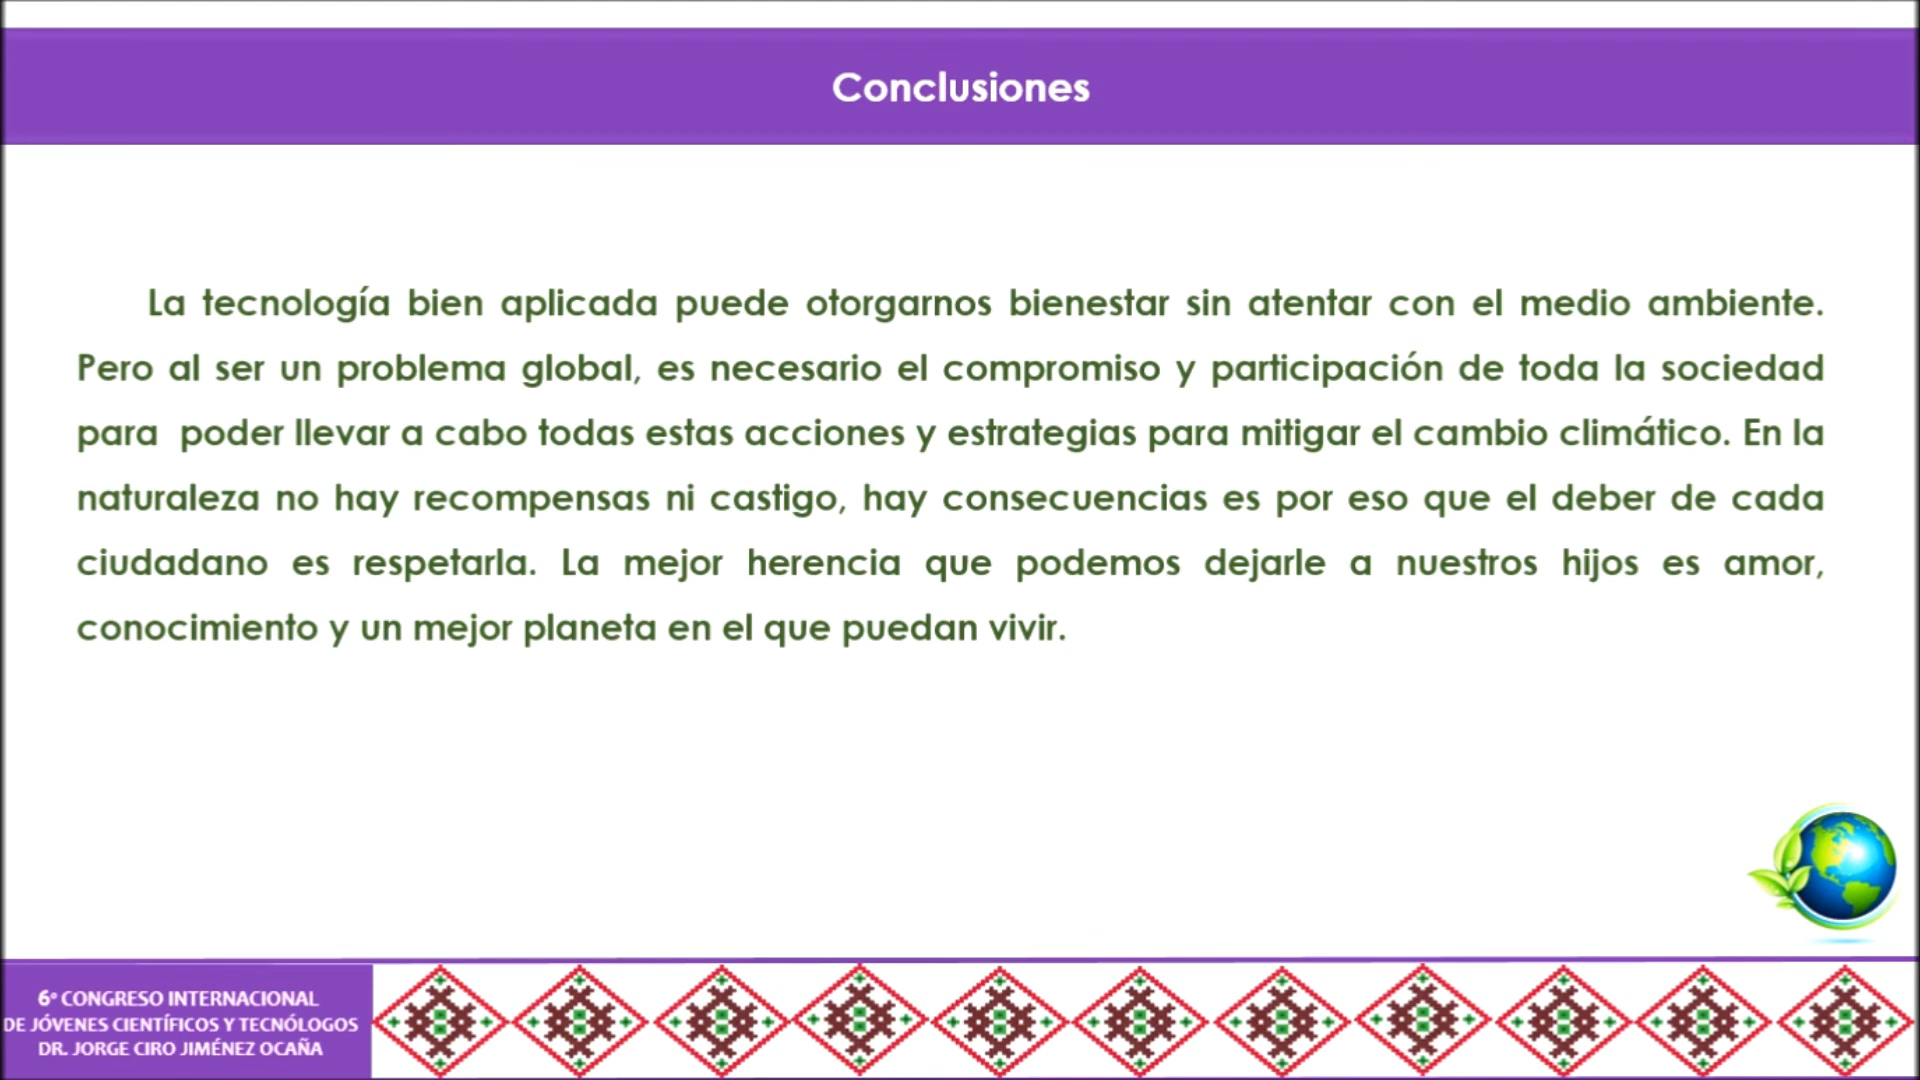 Conclusiones
La tecnología bien aplicada puede otorgarnos bienestar sin atentar con el medio ambiente.
Pero al ser un problema global, es necesario el compromiso y participación de toda la sociedad
para poder llevar a cabo todas estas acciones y estrategias para mitigar el cambio climático. En la
naturaleza no hay recompensas ni castigo, hay consecuencias es por eso que el deber de cada
ciudadano es respetarla. La mejor herencia que podemos dejarle a nuestros hijos es amor,
conocimiento y un mejor planeta en el que puedan vivir.
6º CONGRESO INTERNACIONAL
DE JÓVENES CIENTÍFICOS Y TECNÓLOGOS
DR. JORGE CIRO JIMÉNEZ OCAÑA